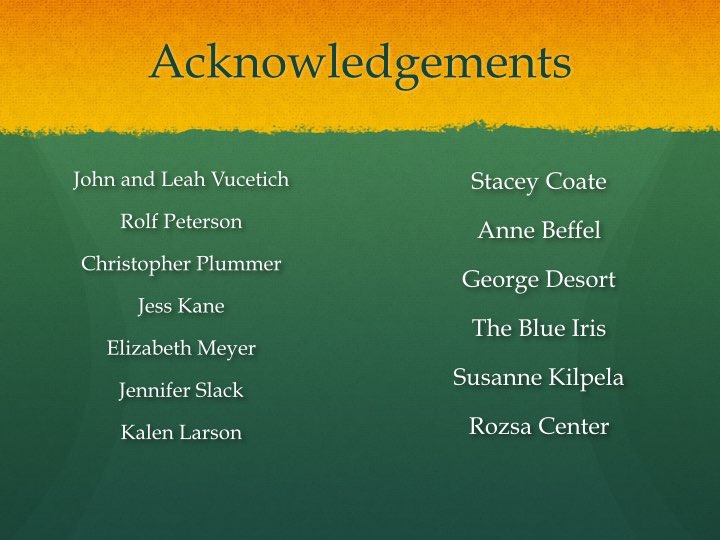 Acknowledgements
John and Leah Vucetich
Rolf Peterson
Christopher Plummer
Jess Kane
Elizabeth Meyer
Jennifer Slack
Kalen Larson
Stacey Coate
Anne Beffel
George Desort
The Blue Iris
Susanne Kilpela
Rozsa Center